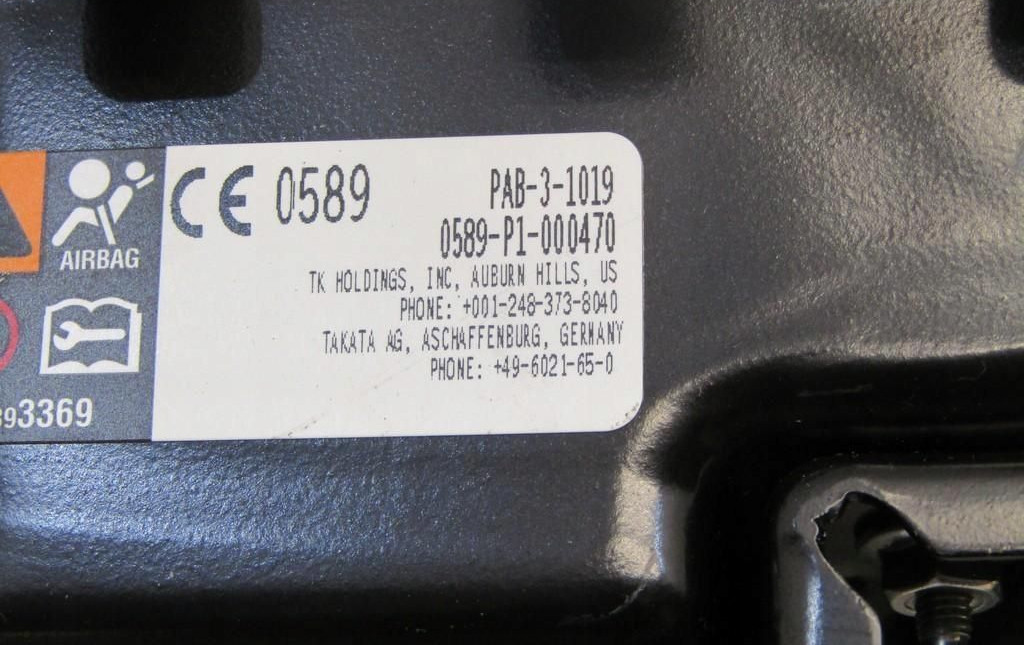 CE 0589
PAB-3-1019
0589-P1-000470
TK HOLDINGS, INC, AUBURN HILLS, US
PHONE: +001-248-373-8040
TAKATA AG, ASCHAFFENBURG, GERMANY
PHONE: +49-6021-65-0
AIRBAG
93369